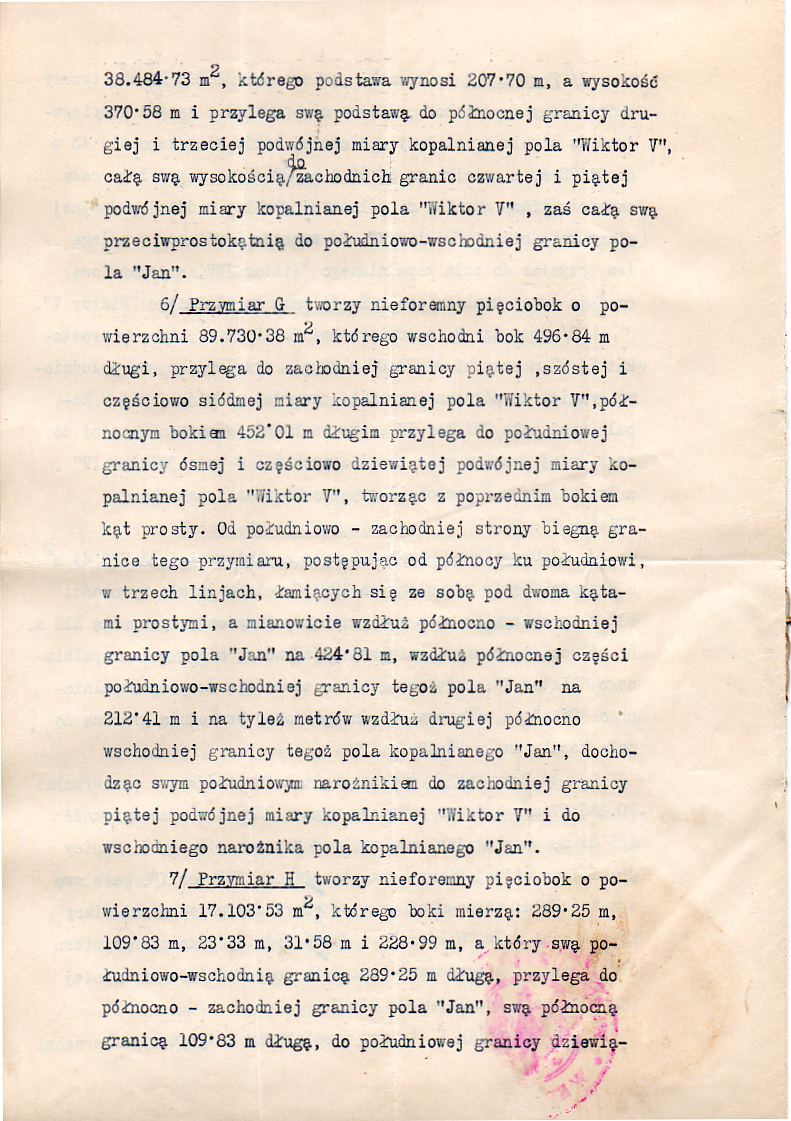 38.484·73 m², którego podstawa wynosi 207·70 m, a wysokość
370·58 m i przylega swą podstawą do północnej granicy dru-
giej i trzeciej podwójnej miary kopalnianej pola "Wiktor V",
całą swą wysokością/do zachodnich granic czwartej i piątej
podwójnej miary kopalnianej pola "Wiktor V" , zaś całą swą
przeciwprostokątnią do południowo-wschodniej granicy po-
la "Jan".
6/ Przymiar G tworzy nieforemny pięciobok o po-
wierzchni 89.730·38 m², którego wschodni bok 496·84 m
długi, przylega do zachodniej granicy piątej ,szóstej i
częściowo siódmej miary kopalnianej pola "Wiktor V",pół-
nocnym bokiem 452·01 m długim przylega do południowej
granicy ósmej i częściowo dziewiątej podwójnej miary ko-
palnianej pola "Wiktor V", tworząc z poprzednim bokiem
kąt prosty. Od południowo - zachodniej strony biegną gra-
nice tego przymiaru, postępując od północy ku południowi,
w trzech linjach, łamiących się ze sobą pod dwoma kąta-
mi prostymi, a mianowicie wzdłuż północno - wschodniej
granicy pola "Jan" na 424·81 m, wzdłuż północnej części
południowo-wschodniej granicy tegoż pola "Jan" na
212·41 m i na tyleż metrów wzdłuż drugiej północno
wschodniej granicy tegoż pola kopalnianego "Jan", docho-
dząc swym południowym narożnikiem do zachodniej granicy
piątej podwójnej miary kopalnianej "Wiktor V" i do
wschodniego narożnika pola kopalnianego "Jan".
7/ Przymiar H tworzy nieforemny pięciobok o po-
wierzchni 17.103·53 m², którego boki mierzą: 289·25 m,
109·83 m, 23·33 m, 31·58 m i 228·99 m, a który swą po-
łudniowo-wschodnią granicą 289·25 m długą, przylega do
północno - zachodniej granicy pola "Jan", swą północną
granicą 109·83 m długą, do południowej granicy dziewią-